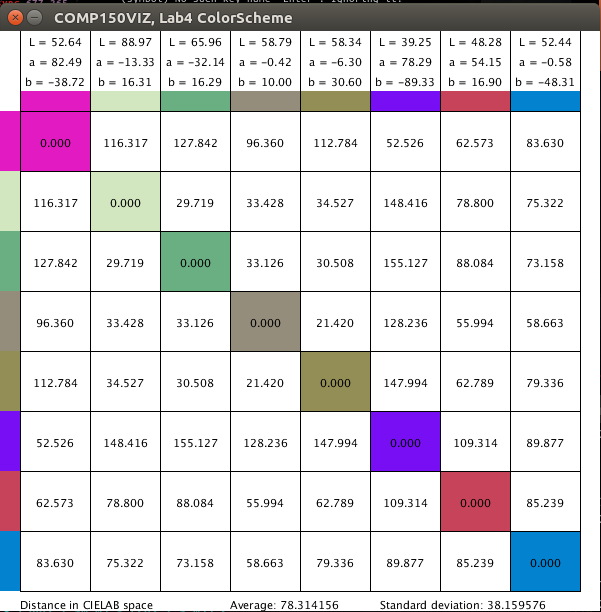 COMP150VIZ, Lab4 ColorScheme
L = 52.64 L = 88.97 L = 65.96 L = 58.79 L = 58.34 L = 39.25 L = 48.28 L = 52.44
a = 82.49 a = −13.33 a = −32.14 a = −0.42 a = −6.30 a = 78.29 a = 54.15 a = −0.58
b = −38.72 b = 16.31 b = 16.29 b = 10.00 b = 30.60 b = −89.33 b = 16.90 b = −48.31
0.000 116.317 127.842 96.360 112.784 52.526 62.573 83.630
116.317 0.000 29.719 33.428 34.527 148.416 78.800 75.322
127.842 29.719 0.000 33.126 30.508 155.127 88.084 73.158
96.360 33.428 33.126 0.000 21.420 128.236 55.994 58.663
112.784 34.527 30.508 21.420 0.000 147.994 62.789 79.336
52.526 148.416 155.127 128.236 147.994 0.000 109.314 89.877
62.573 78.800 88.084 55.994 62.789 109.314 0.000 85.239
83.630 75.322 73.158 58.663 79.336 89.877 85.239 0.000
Distance in CIELAB space Average: 78.314156 Standard deviation: 38.159576